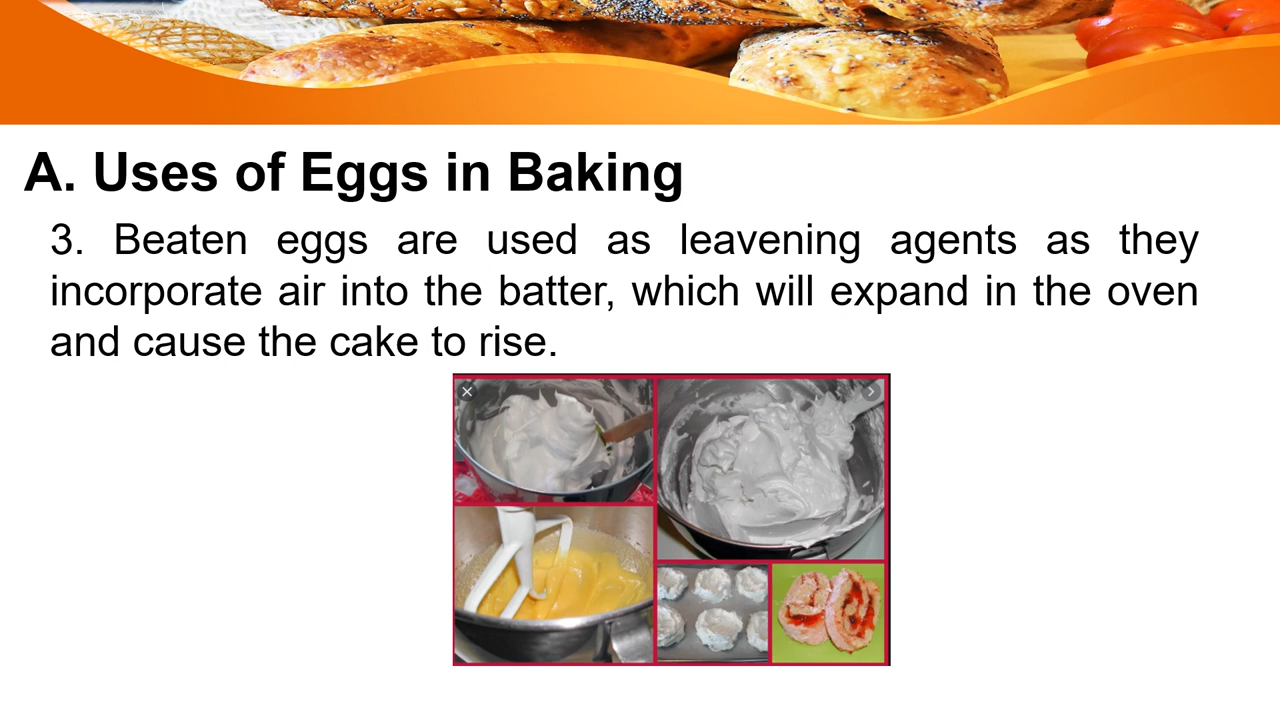 A. Uses of Eggs in Baking
3. Beaten eggs are used as leavening agents as they
incorporate air into the batter, which will expand in the oven
and cause the cake to rise.